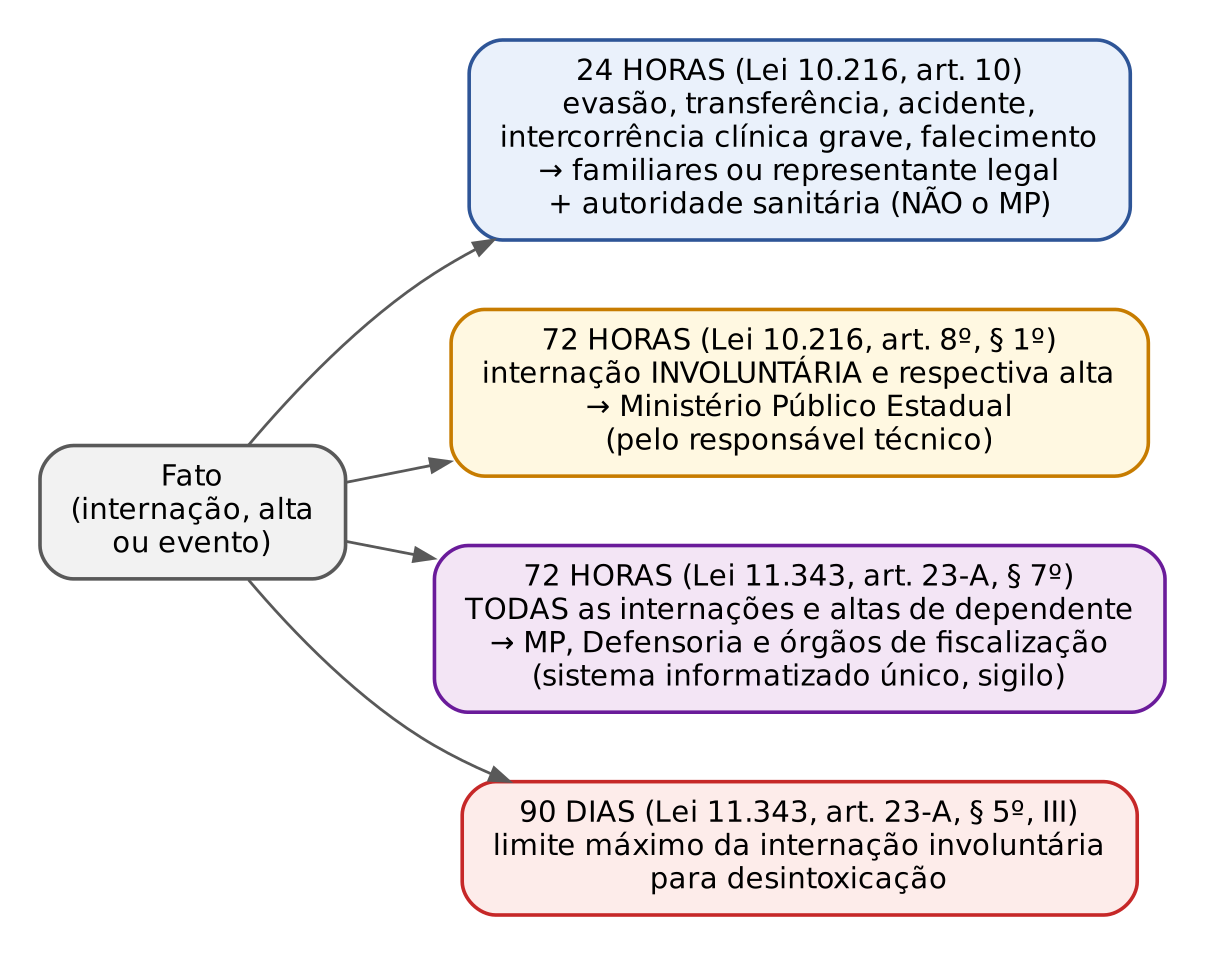 24 HORAS (Lei 10.216, art. 10)
evasão, transferência, acidente,
intercorrência clínica grave, falecimento
→ familiares ou representante legal
+ autoridade sanitária (NÃO o MP)
72 HORAS (Lei 10.216, art. 8º, § 1º)
internação INVOLUNTÁRIA e respectiva alta
→ Ministério Público Estadual
(pelo responsável técnico)
Fato
(internação, alta
ou evento)
72 HORAS (Lei 11.343, art. 23-A, § 7º)
TODAS as internações e altas de dependente
→ MP, Defensoria e órgãos de fiscalização
(sistema informatizado único, sigilo)
90 DIAS (Lei 11.343, art. 23-A, § 5º, III)
limite máximo da internação involuntária
para desintoxicação